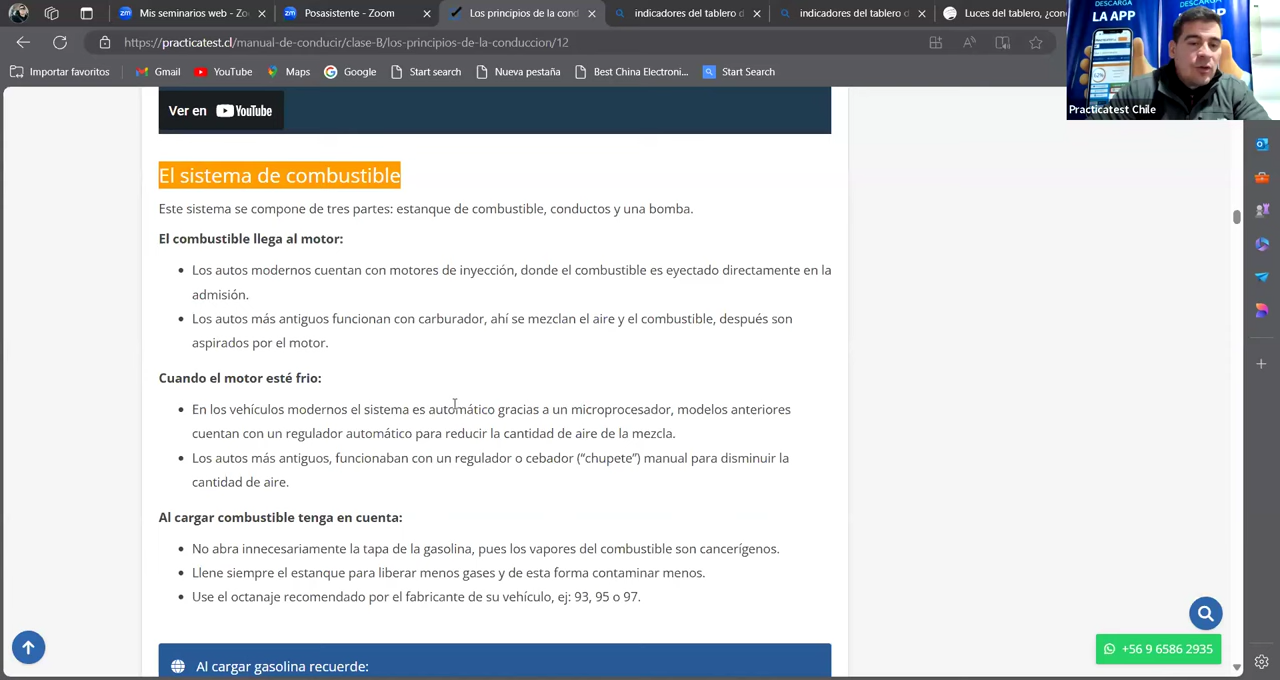 Mis seminarios web - Zo
Posasistente - Zoom
Los principios de la cond
indicadores del tablero d
indicadores del tablero d
Luces del tablero, ¿cono
https://practicatest.cl/manual-de-conducir/clase-B/los-principios-de-la-conduccion/12
Importar favoritos
Gmail
YouTube
Maps
Google
Start search
Nueva pestaña
Best China Electroni...
Start Search
DESCARGA
LA APP
Practicatest Chile
Ver en YouTube
El sistema de combustible
Este sistema se compone de tres partes: estanque de combustible, conductos y una bomba.
El combustible llega al motor:
Los autos modernos cuentan con motores de inyección, donde el combustible es eyectado directamente en la
admisión.
Los autos más antiguos funcionan con carburador, ahí se mezclan el aire y el combustible, después son
aspirados por el motor.
Cuando el motor esté frio:
En los vehículos modernos el sistema es automático gracias a un microprocesador, modelos anteriores
cuentan con un regulador automático para reducir la cantidad de aire de la mezcla.
Los autos más antiguos, funcionaban con un regulador o cebador (“chupete”) manual para disminuir la
cantidad de aire.
Al cargar combustible tenga en cuenta:
No abra innecesariamente la tapa de la gasolina, pues los vapores del combustible son cancerígenos.
Llene siempre el estanque para liberar menos gases y de esta forma contaminar menos.
Use el octanaje recomendado por el fabricante de su vehículo, ej: 93, 95 o 97.
Al cargar gasolina recuerde:
+56 9 6586 2935